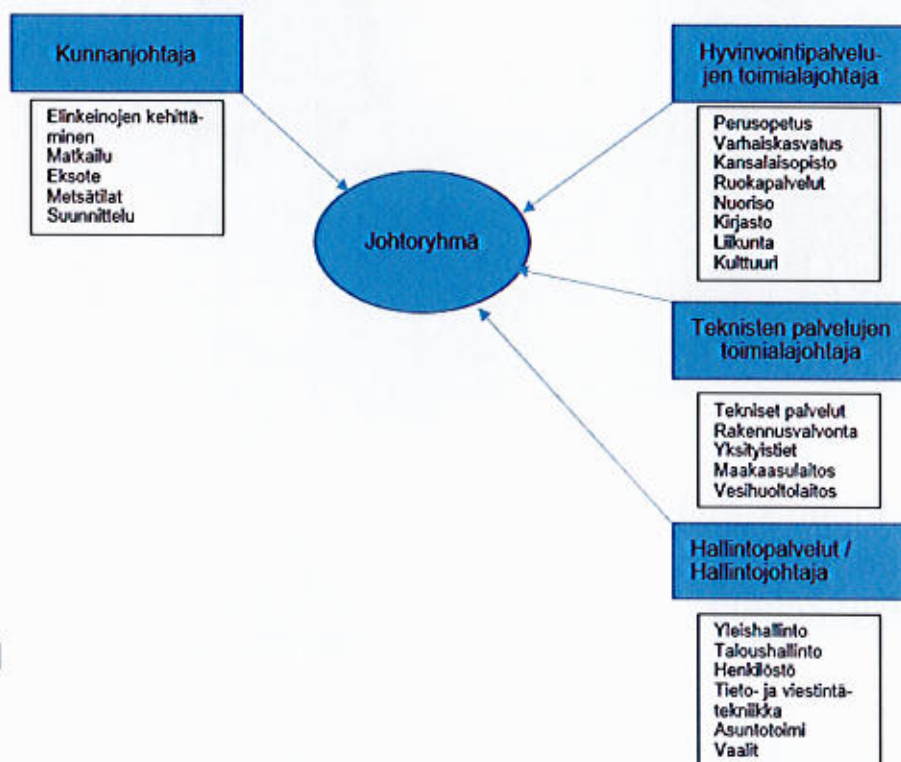 Kunnanjohtaja
Elinkeinojen kehittä-
minen
Matkailu
Eksote
Metsätilat
Suunnittelu
Johtoryhmä
Hyvinvointipalvelu-
jen toimialajohtaja
Perusopetus
Varhaiskasvatus
Kansalaisopisto
Ruokapalvelut
Nuoriso
Kirjasto
Liikunta
Kulttuuri
Teknisten palvelujen
toimialajohtaja
Tekniset palvelut
Rakennusvalvonta
Yksityistiet
Maakaasulaitos
Vesihuoltolaitos
Hallintopalvelut /
Hallintojohtaja
Yleishallinto
Taloushallinto
Henkilöstö
Tieto- ja viestintä-
tekniikka
Asuntotoimi
Vaalit